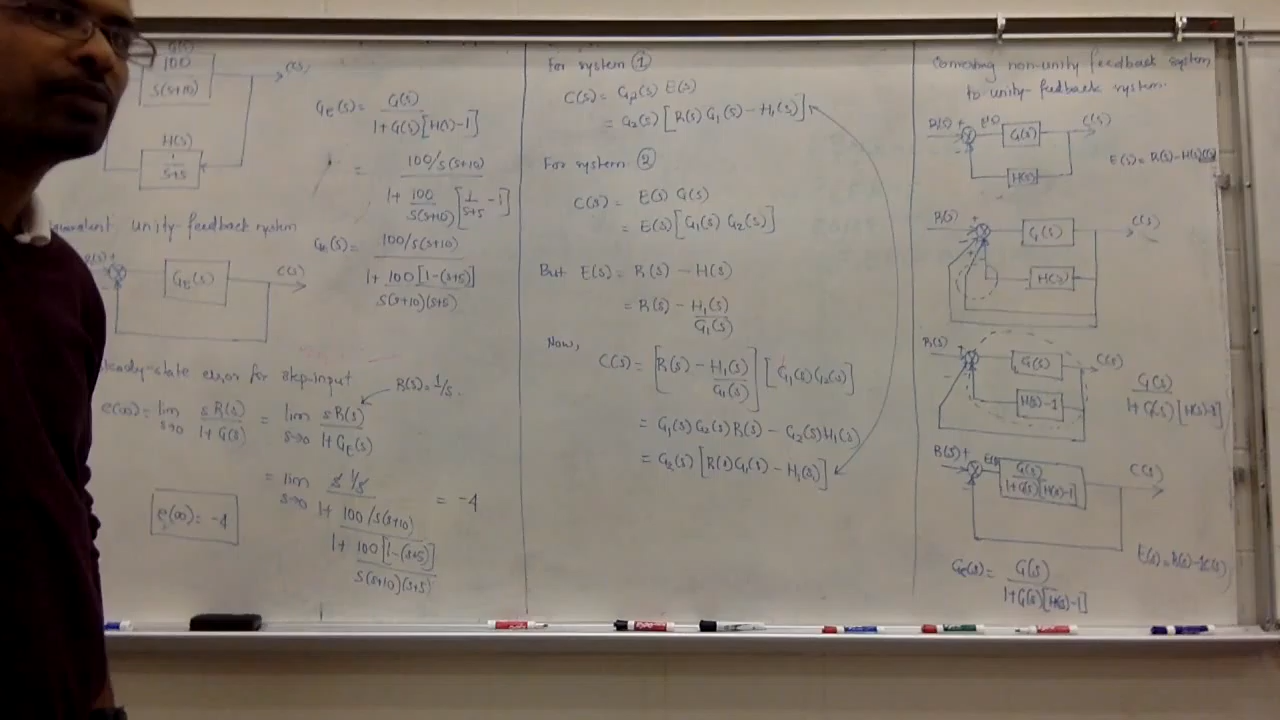 G(s)
100
S(S+10)
C(S)
H(S)
1
S+5
unity-feedback system
R(S) +
GE(S)
C(S)
Ge(S) = G(S)
1+G(S)[H(S)-1]
= 100/S(S+10)
1+ 100 [1 -1]
S(S+10) S+5
100/S(S+10)
1+ 100[1-(S+5)]
S(S+10)(S+5)
steady-state error for step-input
R(S)=1/S.
e(∞) = lim S R(S) = lim S R(S)
S→0 1+G(S) S→0 1+GE(S)
= lim S 1/S = -4
S→0 1+ 100/S(S+10)
1+ 100[1-(S+5)]
S(S+10)(S+5)
e(∞) = -4
For system 1
C(S) = G2(S) E(S)
= G2(S) [R(S) G1(S) - H1(S)]
For system 2
C(S) = E(S) G(S)
= E(S) [G1(S) G2(S)]
But E(S) = R(S) - H(S)
= R(S) - H1(S)
G1(S)
Now,
C(S) = [R(S) - H1(S)] [G1(S)G2(S)]
G1(S)
= G1(S)G2(S)R(S) - G2(S)H1(S)
= G2(S) [R(S)G1(S) - H1(S)]
Converting non-unity feedback system
to unity-feedback system.
R(S) + E(S) G(S) C(S)
-
H(S)
E(S) = R(S) - H(S)C(S)
R(S) + G(S) C(S)
H(S)
R(S) + G(S) C(S)
H(S)-1
G(S)
1+G(S)[H(S)-1]
R(S) + E(S) G(S) C(S)
1+G(S)[H(S)-1]
E(S) = R(S) - 1C(S)
Ge(S) = G(S)
1+G(S)[H(S)-1]